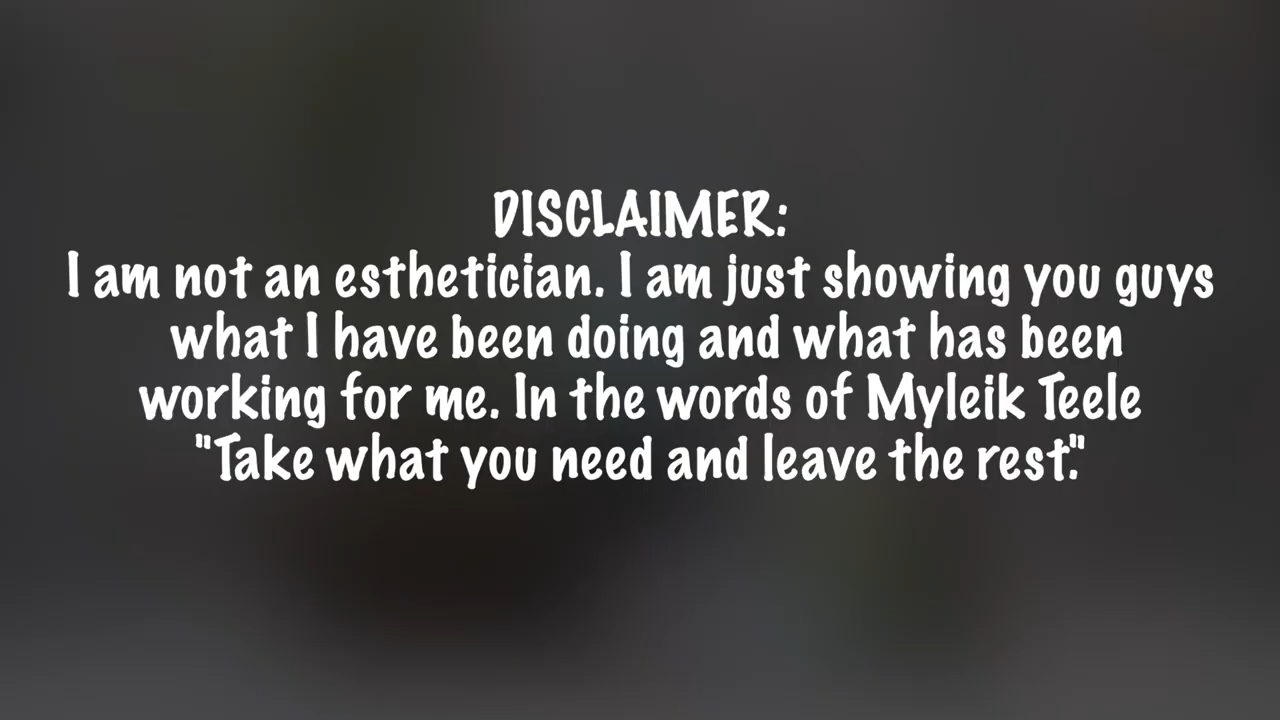 DISCLAIMER:
I am not an esthetician. I am just showing you guys
what I have been doing and what has been
working for me. In the words of Myleik Teele
"Take what you need and leave the rest."